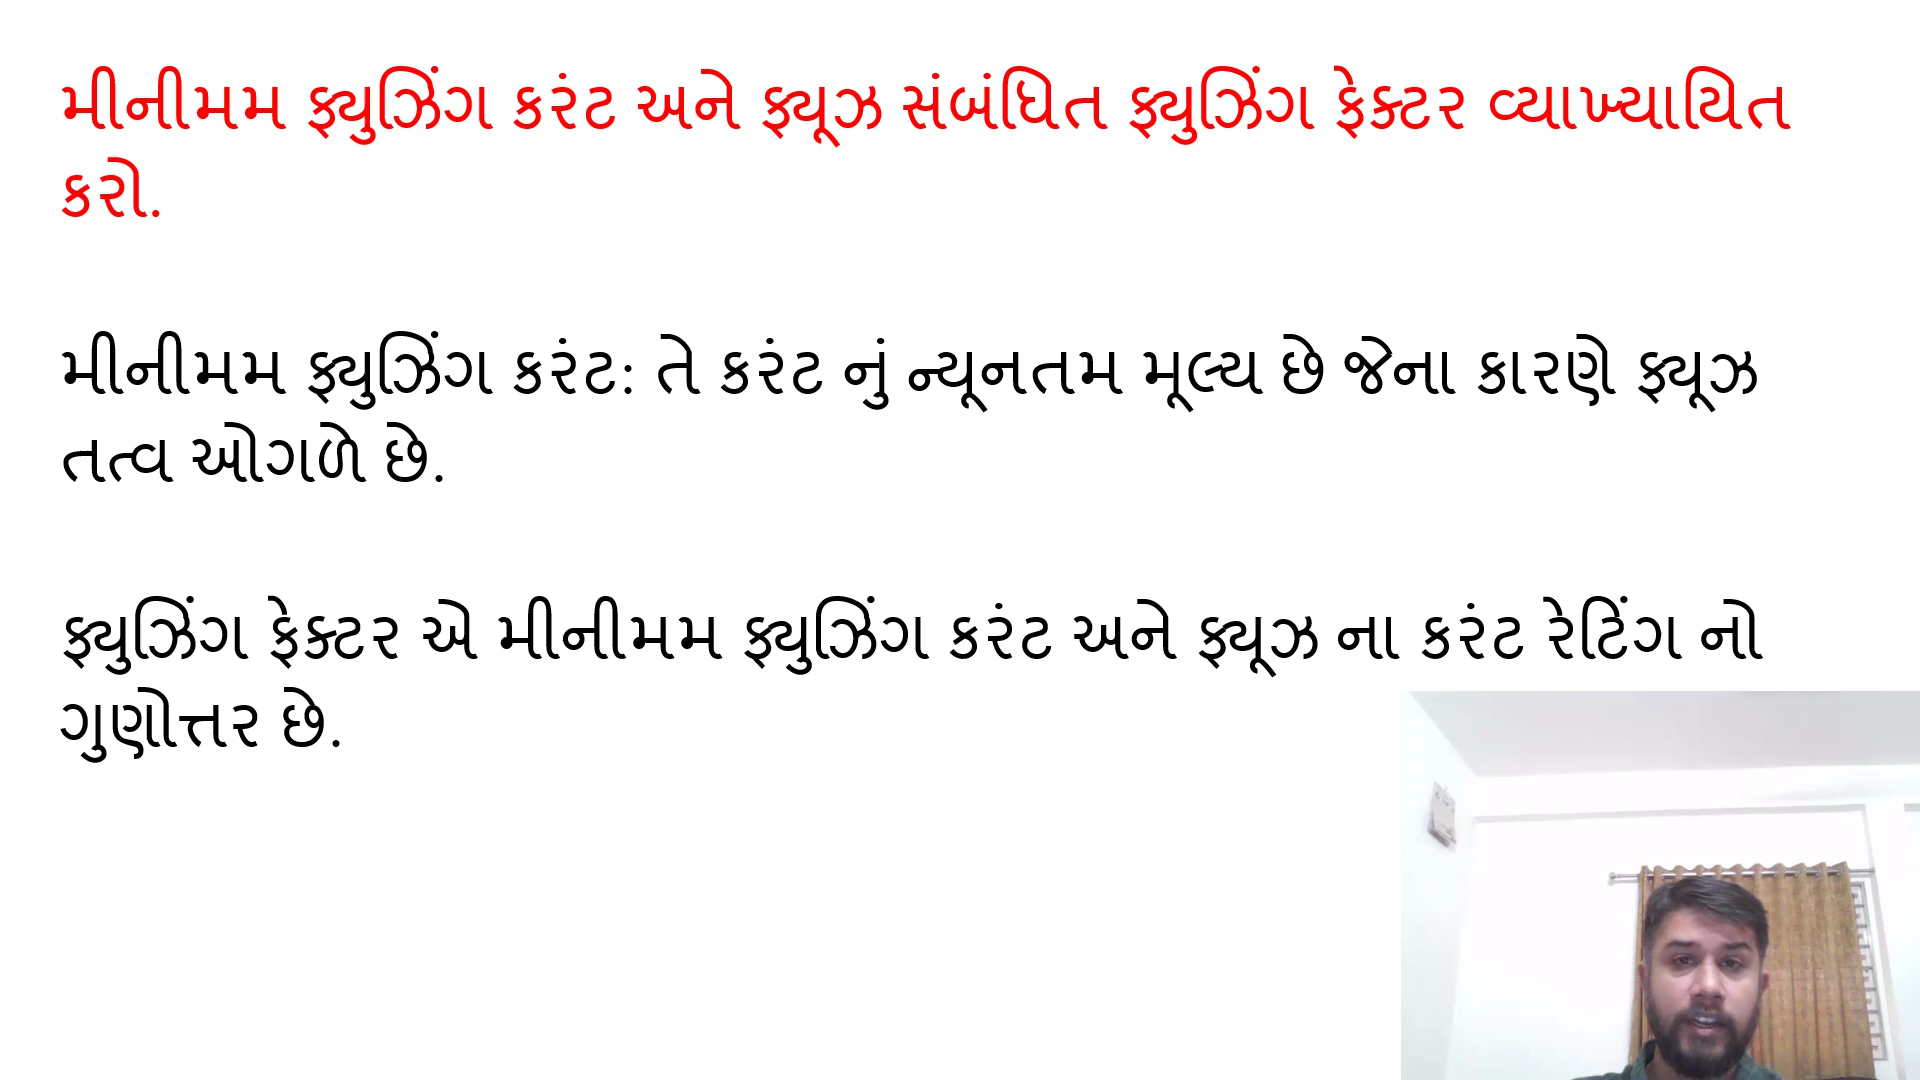 મીનીમમ ફ્યુઝિંગ કરંટ અને ફ્યૂઝ સંબંધિત ફ્યુઝિંગ ફેક્ટર વ્યાખ્યાયિત
કરો.
મીનીમમ ફ્યુઝિંગ કરંટ: તે કરંટ નું ન્યૂનતમ મૂલ્ય છે જેના કારણે ફ્યૂઝ
તત્વ ઓગળે છે.
ફ્યુઝિંગ ફેક્ટર એ મીનીમમ ફ્યુઝિંગ કરંટ અને ફ્યૂઝ ના કરંટ રેટિંગ નો
ગુણોત્તર છે.